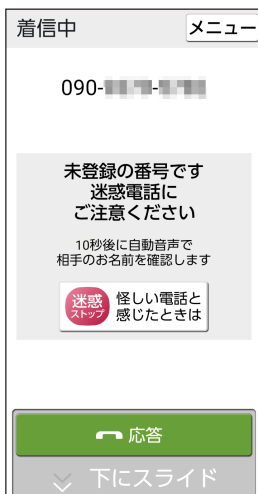 着信中
メニュー
090-
未登録の番号です
迷惑電話に
ご注意ください
10秒後に自動音声で
相手のお名前を確認します
迷惑
ストップ
怪しい電話と
感じたときは
応答
下にスライド